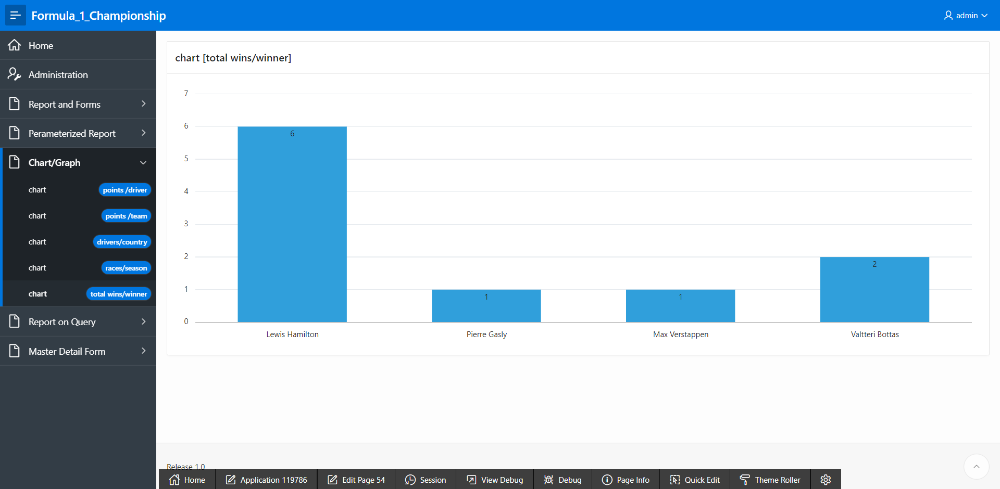 Formula_1_Championship
admin
Home
Administration
Report and Forms
Perameterized Report
Chart/Graph
chart points /driver
chart points /team
chart drivers/country
chart races/season
chart total wins/winner
Report on Query
Master Detail Form
chart [total wins/winner]
7
6
5
4
3
2
1
0
6
1
1
2
Lewis Hamilton Pierre Gasly Max Verstappen Valtteri Bottas
Release 1.0
Home Application 119786 Edit Page 54 Session View Debug Debug Page Info Quick Edit Theme Roller